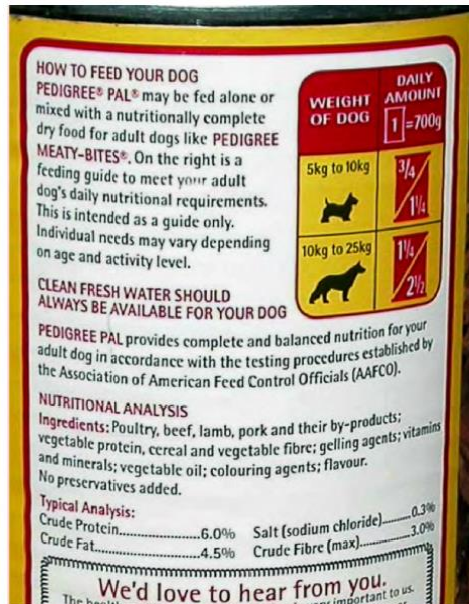 HOW TO FEED YOUR DOG
PEDIGREE® PAL® may be fed alone or
mixed with a nutritionally complete
dry food for adult dogs like PEDIGREE
MEATY-BITES®. On the right is a
feeding guide to meet your adult
dog's daily nutritional requirements.
This is intended as a guide only.
Individual needs may vary depending
on age and activity level.
WEIGHT
OF DOG
DAILY
AMOUNT
1 =700g
5kg to 10kg
3/4
1 1/4
10kg to 25kg
1 1/4
2 1/2
CLEAN FRESH WATER SHOULD
ALWAYS BE AVAILABLE FOR YOUR DOG
PEDIGREE PAL provides complete and balanced nutrition for your
adult dog in accordance with the testing procedures established by
the Association of American Feed Control Officials (AAFCO).
NUTRITIONAL ANALYSIS
Ingredients: Poultry, beef, lamb, pork and their by-products;
vegetable protein, cereal and vegetable fibre; gelling agents; vitamins
and minerals; vegetable oil; colouring agents; flavour.
No preservatives added.
Typical Analysis:
Crude Protein....................6.0%
Crude Fat..........................4.5%
Salt (sodium chloride).........0.3%
Crude Fibre (max)..............3.0%
We'd love to hear from you.
important to us.